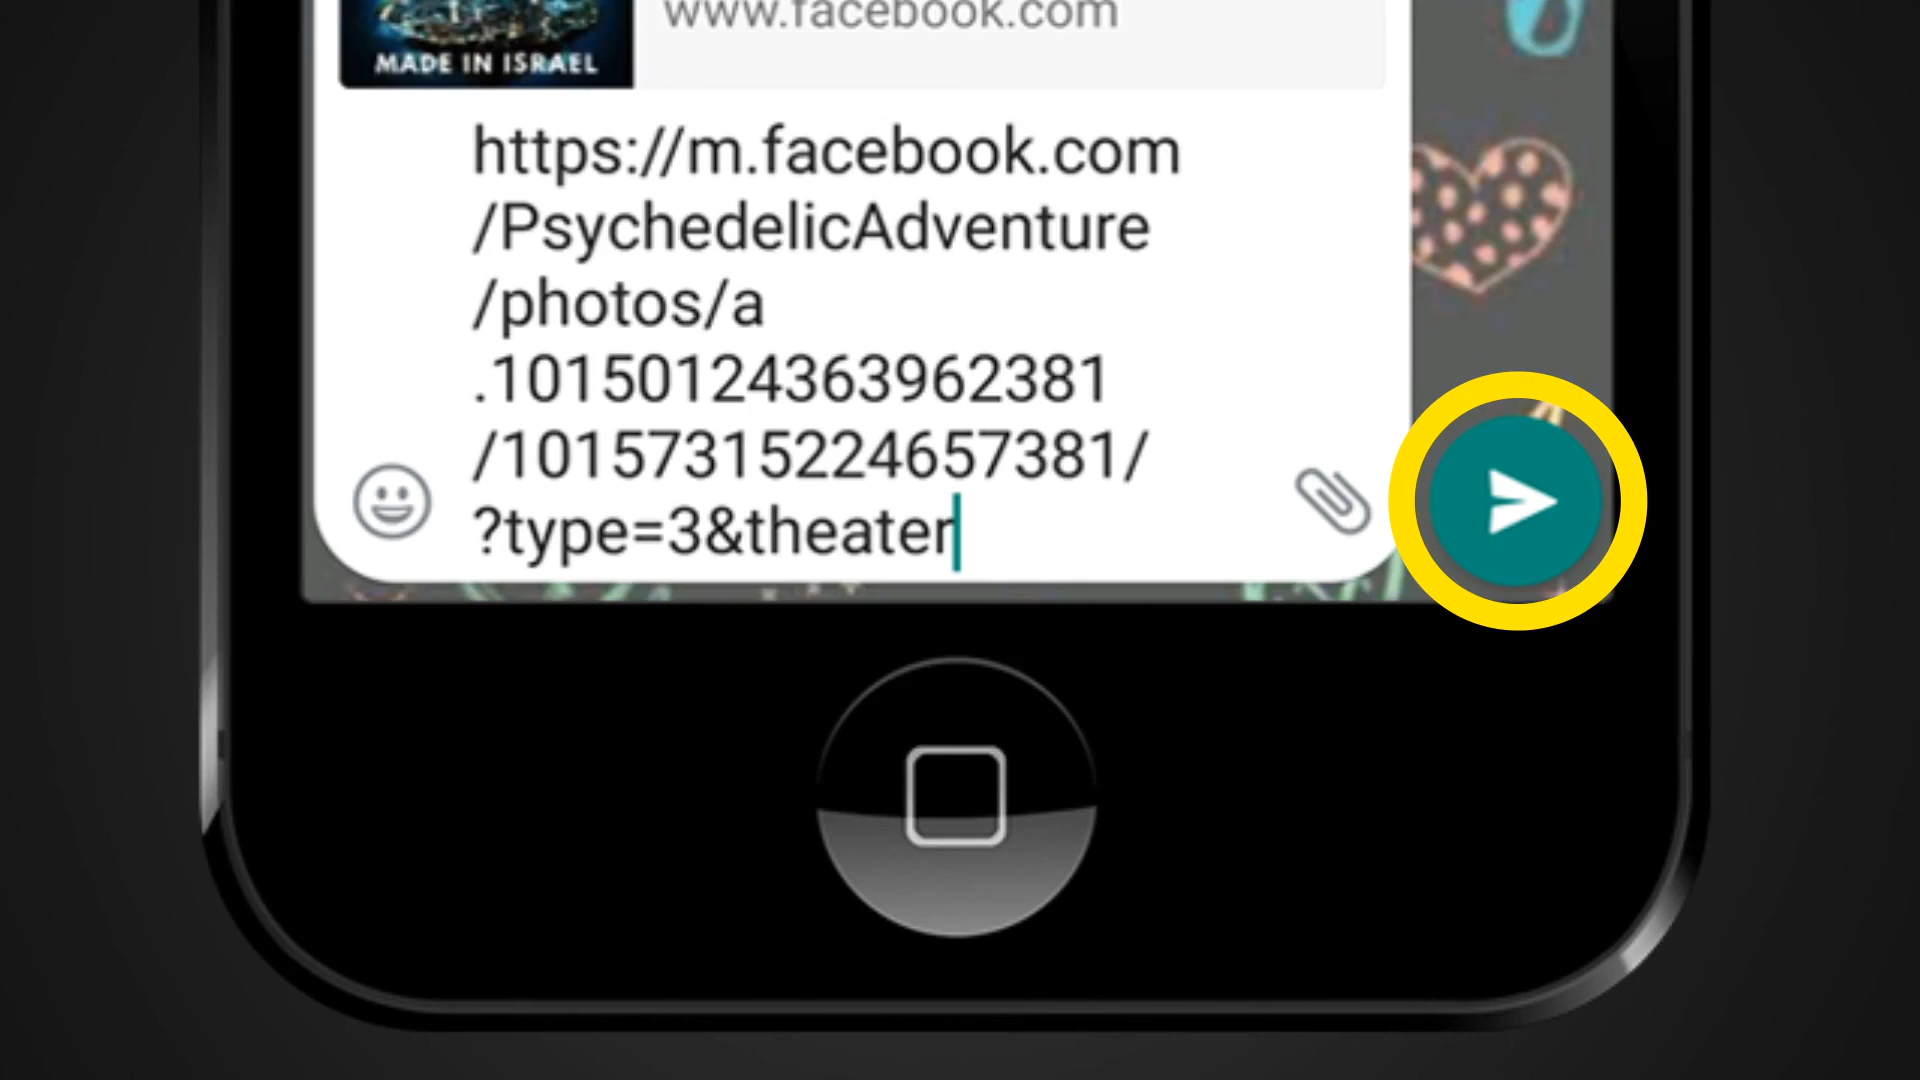 www.facebook.com
MADE IN ISRAEL
https://m.facebook.com
/PsychedelicAdventure
/photos/a
.10150124363962381
/10157315224657381/
?type=3&theater